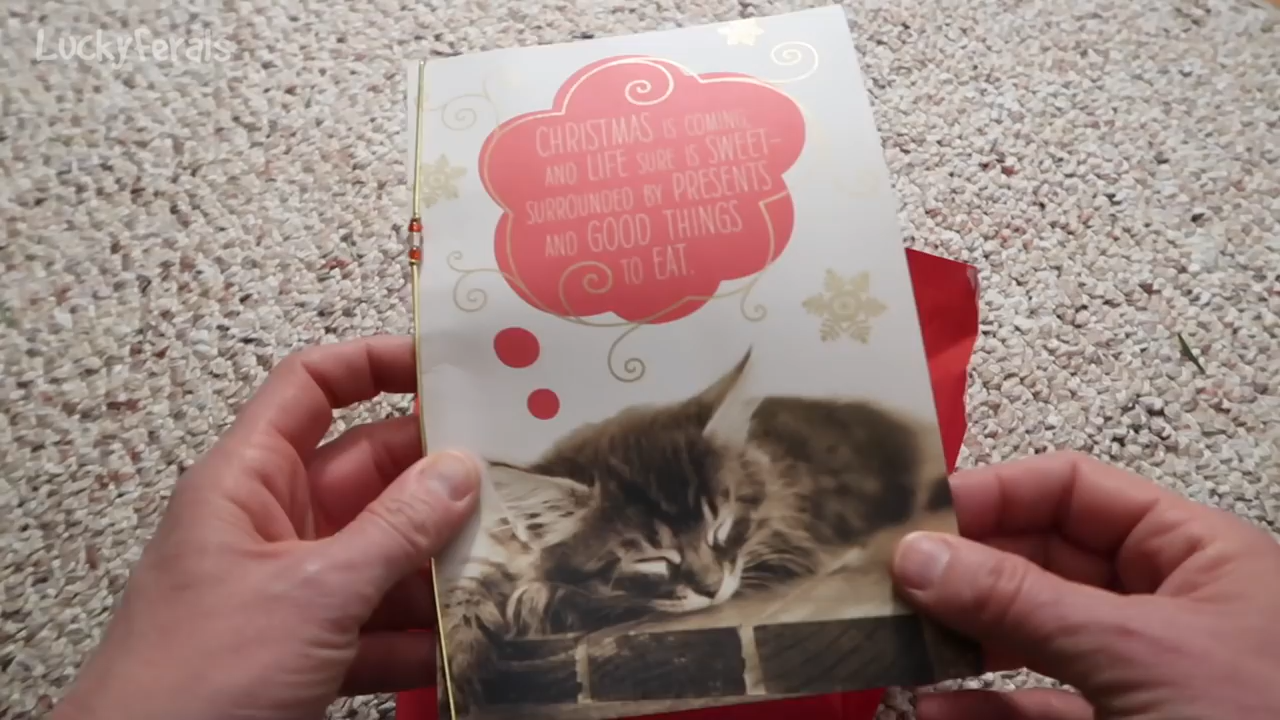 Luckyferals
CHRISTMAS IS COMING,
AND LIFE SURE IS SWEET–
SURROUNDED BY PRESENTS
AND GOOD THINGS
TO EAT.